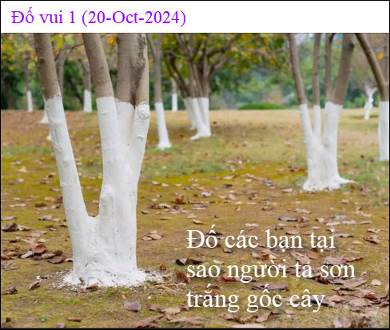 Đố vui 1 (20-Oct-2024)
Đố các bạn tại
sao người ta sơn
trắng gốc cây